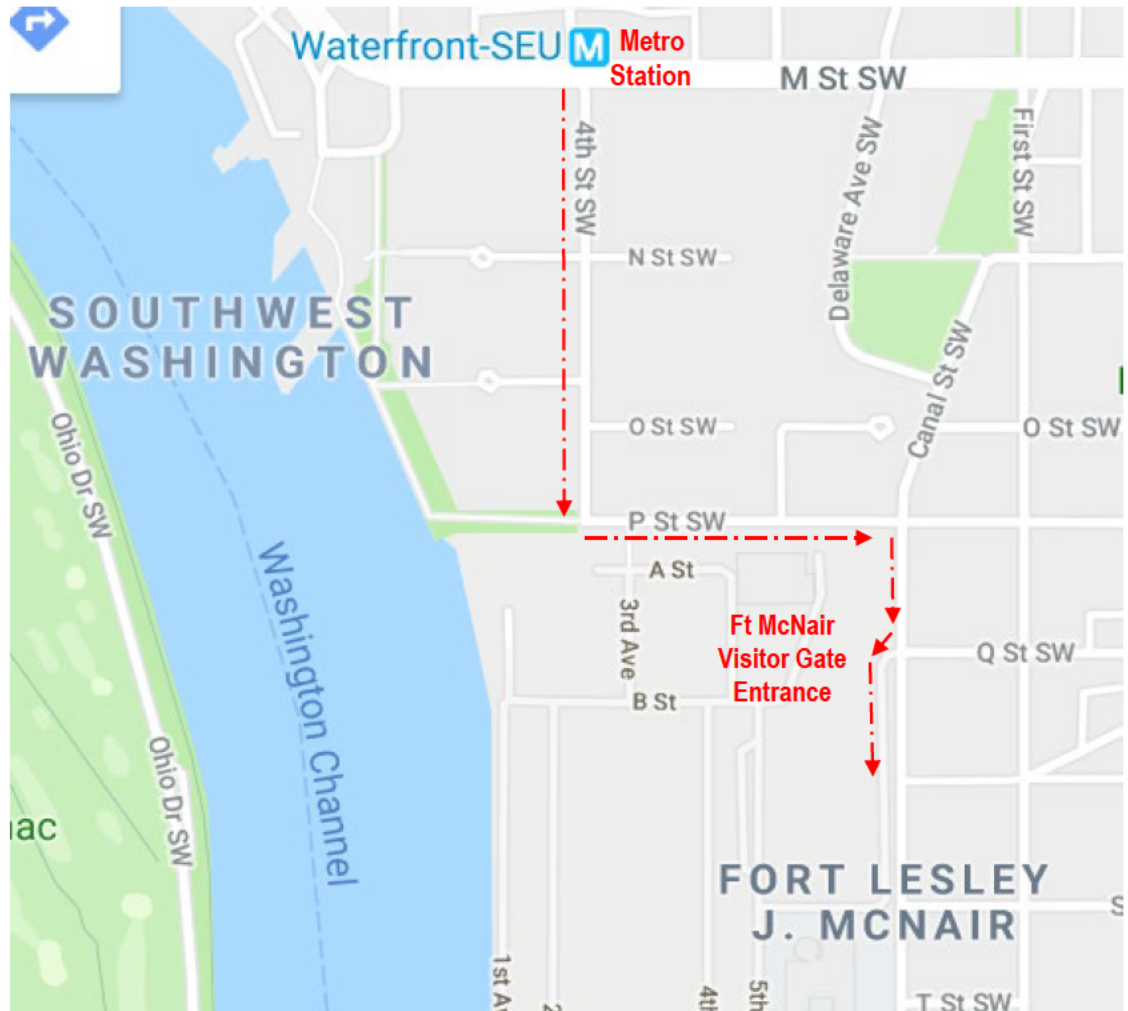 Waterfront-SEU M Metro
Station
M St SW
4th St SW
Delaware Ave SW
First St SW
N St SW
SOUTHWEST
WASHINGTON
Ohio Dr SW
O St SW
Canal St SW
O St SW
P St SW
Washington Channel
A St
3rd Ave
Ft McNair
Visitor Gate
Entrance
Q St SW
B St
Ohio Dr SW
ac
FORT LESLEY
J. MCNAIR
S
1st Av
2
4th
5th
T St SW